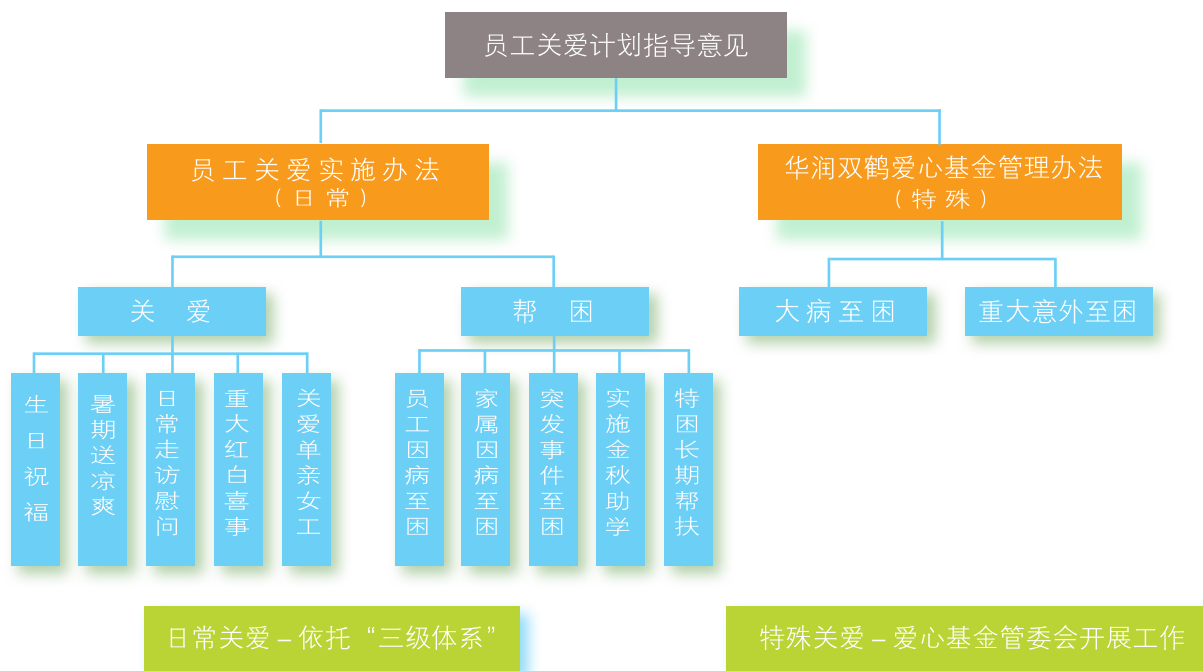 员工关爱计划指导意见
员工关爱实施办法
（日常）
华润双鹤爱心基金管理办法
（特殊）
关 爱
帮 困
大病至困
重大意外至困
生日祝福
暑期送凉爽
日常走访慰问
重大红白喜事
关爱单亲女工
员工因病至困
家属因病至困
突发事件至困
实施金秋助学
特困长期帮扶
日常关爱 – 依托 “三级体系”
特殊关爱 – 爱心基金管委会开展工作